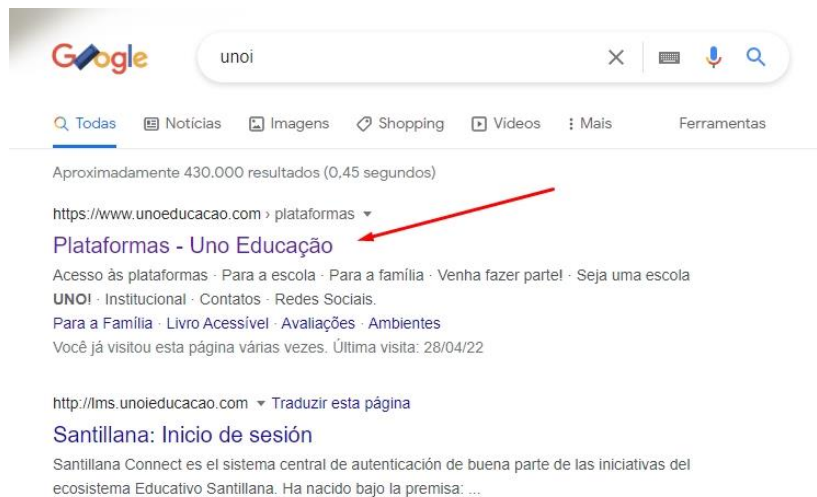 Google
unoi
Todas Notícias Imagens Shopping Vídeos Mais Ferramentas
Aproximadamente 430.000 resultados (0,45 segundos)
https://www.unoeducacao.com › plataformas
Plataformas - Uno Educação
Acesso às plataformas · Para a escola · Para a família · Venha fazer parte! · Seja uma escola
UNO! · Institucional · Contatos · Redes Sociais.
Para a Família · Livro Acessível · Avaliações · Ambientes
Você já visitou esta página várias vezes. Última visita: 28/04/22
http://lms.unoieducacao.com Traduzir esta página
Santillana: Inicio de sesión
Santillana Connect es el sistema central de autenticación de buena parte de las iniciativas del
ecosistema Educativo Santillana. Ha nacido bajo la premisa: ...